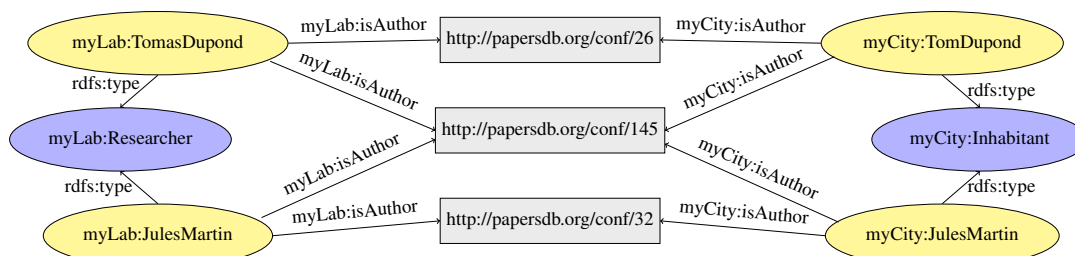 myLab:TomasDupond
myLab:isAuthor
http://papersdb.org/conf/26
myCity:isAuthor
myCity:TomDupond
rdfs:type
myLab:isAuthor
myCity:isAuthor
rdfs:type
myLab:Researcher
http://papersdb.org/conf/145
myCity:Inhabitant
rdfs:type
myLab:isAuthor
myCity:isAuthor
rdfs:type
myLab:JulesMartin
myLab:isAuthor
http://papersdb.org/conf/32
myCity:isAuthor
myCity:JulesMartin